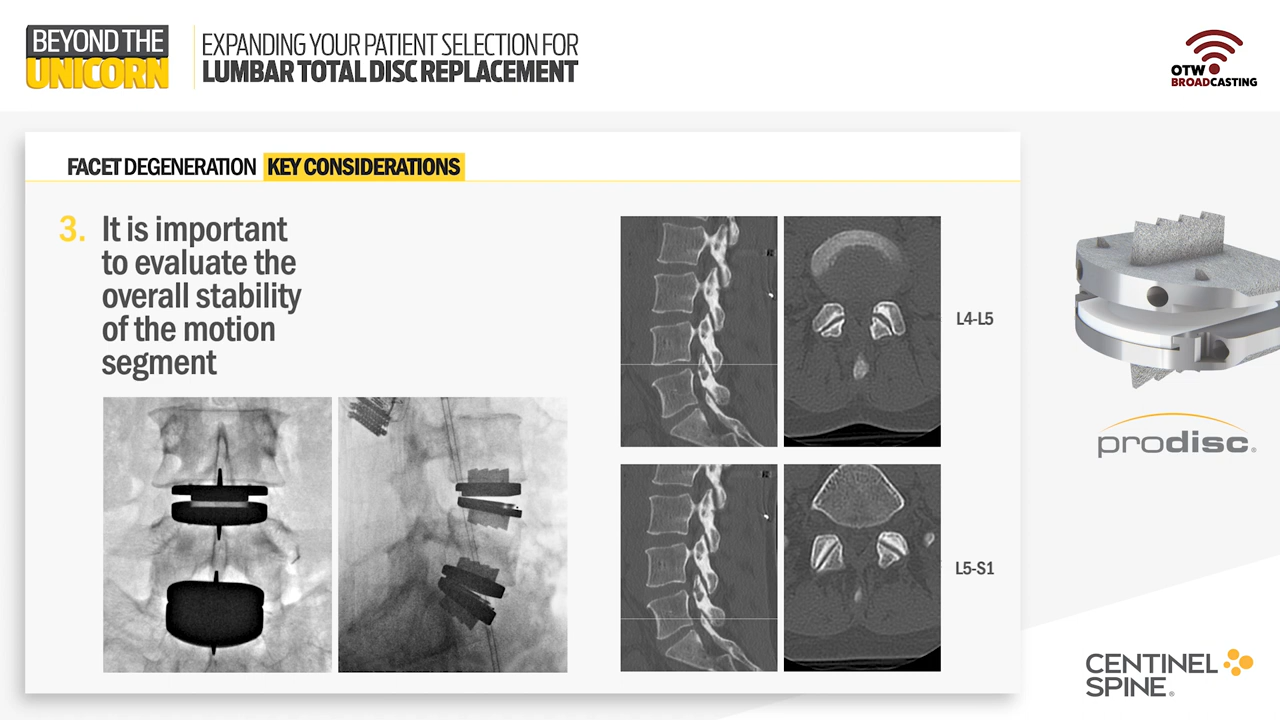 BEYOND THE
UNICORN
EXPANDING YOUR PATIENT SELECTION FOR
LUMBAR TOTAL DISC REPLACEMENT
OTW
BROADCASTING
FACET DEGENERATION KEY CONSIDERATIONS
3. It is important
to evaluate the
overall stability
of the motion
segment
L4-L5
L5-S1
prodisc®
CENTINEL
SPINE®